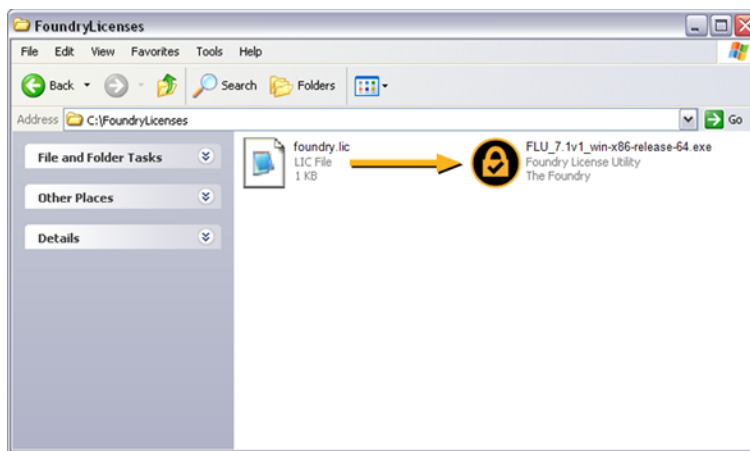 FoundryLicenses
File Edit View Favorites Tools Help
Back Search Folders
Address C:\FoundryLicenses Go
File and Folder Tasks
Other Places
Details
foundry.lic
LIC File
1 KB
FLU_7.1v1_win-x86-release-64.exe
Foundry License Utility
The Foundry